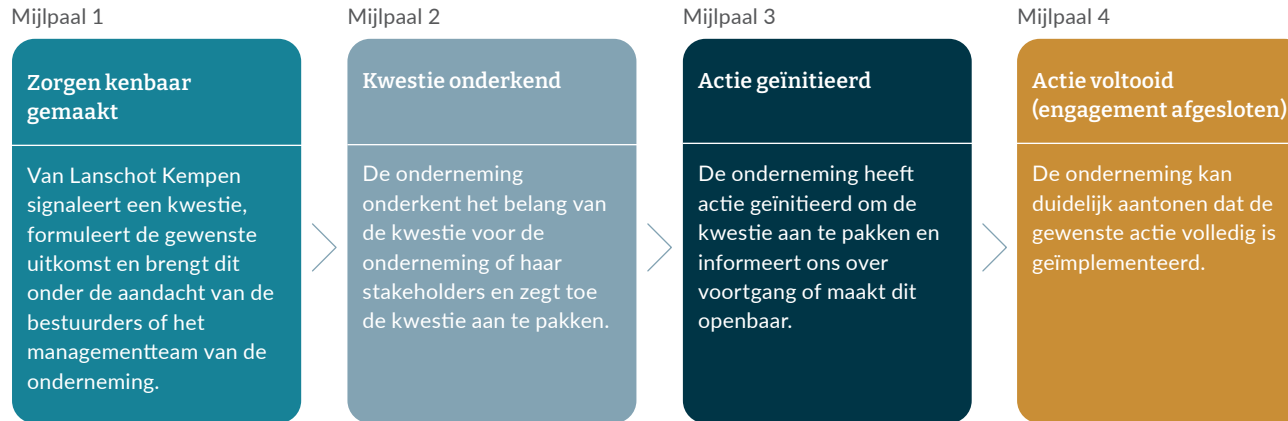 Mijlpaal 1
Zorgen kenbaar
gemaakt
Van Lanschot Kempen
signaleert een kwestie,
formuleert de gewenste
uitkomst en brengt dit
onder de aandacht van de
bestuurders of het
managementteam van de
onderneming.
Mijlpaal 2
Kwestie onderkend
De onderneming
onderkent het belang van
de kwestie voor de
onderneming of haar
stakeholders en zegt toe
de kwestie aan te pakken.
Mijlpaal 3
Actie geïnitieerd
De onderneming heeft
actie geïnitieerd om de
kwestie aan te pakken en
informeert ons over
voortgang of maakt dit
openbaar.
Mijlpaal 4
Actie voltooid
(engagement afgesloten)
De onderneming kan
duidelijk aantonen dat de
gewenste actie volledig is
geïmplementeerd.